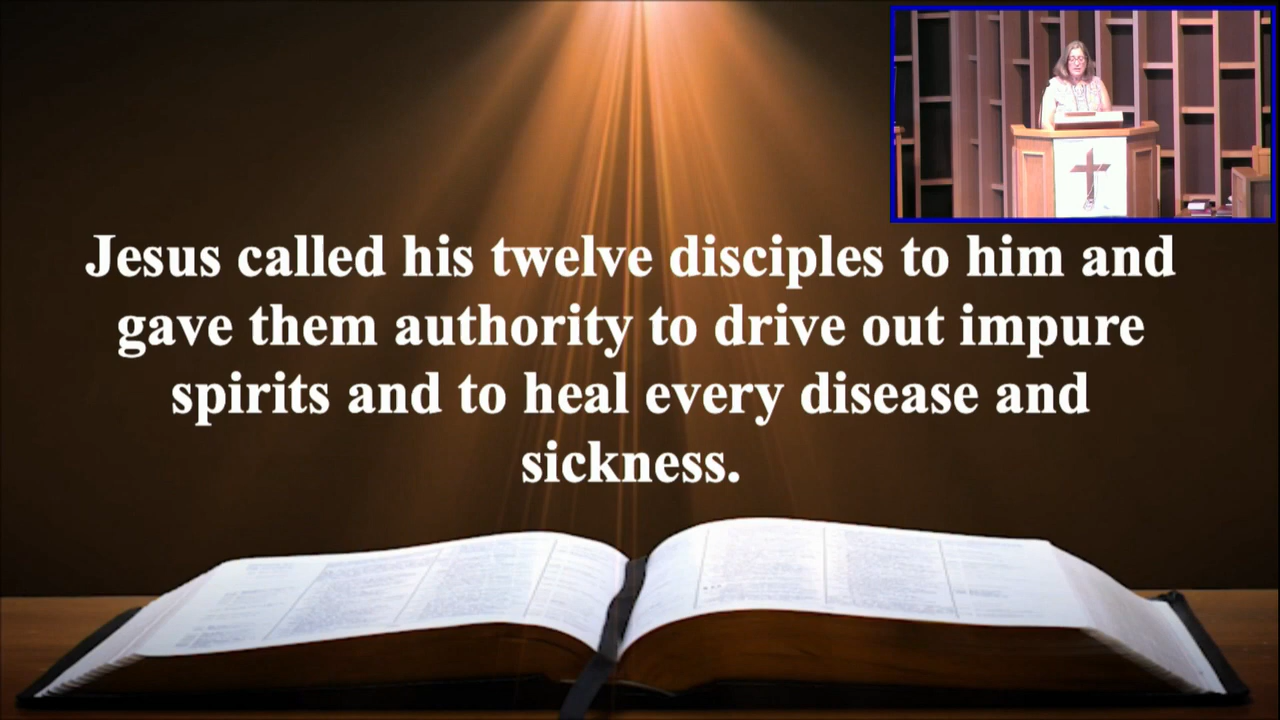 Jesus called his twelve disciples to him and
gave them authority to drive out impure
spirits and to heal every disease and
sickness.